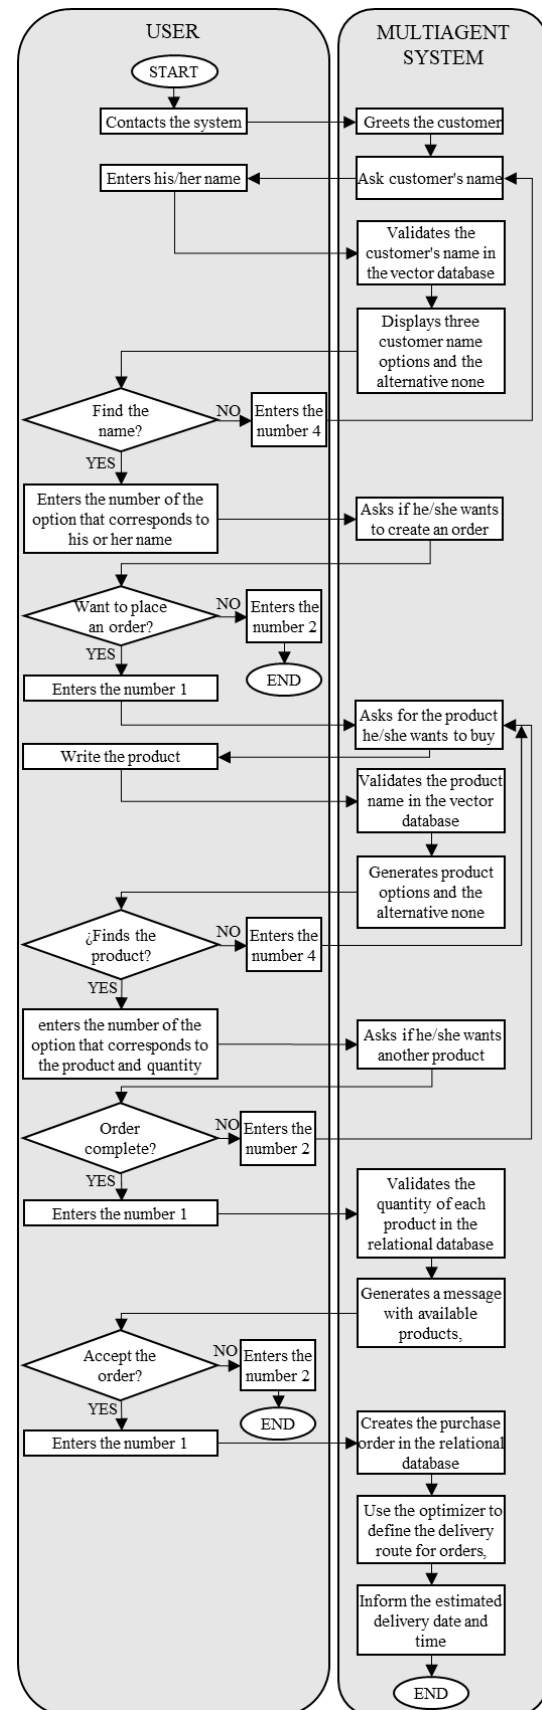 USER
MULTIAGENT
SYSTEM
START
Contacts the system
Greets the customer
Enters his/her name
Ask customer's name
Validates the
customer's name in
the vector database
Displays three
customer name
options and the
alternative none
Find the
name?
NO
Enters the
number 4
YES
Enters the number of the
option that corresponds to
his or her name
Asks if he/she wants
to create an order
Want to place
an order?
NO
Enters the
number 2
YES
END
Enters the number 1
Asks for the product
he/she wants to buy
Write the product
Validates the product
name in the vector
database
Generates product
options and the
alternative none
¿Finds the
product?
NO
Enters the
number 4
YES
enters the number of the
option that corresponds to
the product and quantity
Asks if he/she wants
another product
Order
complete?
NO
Enters the
number 2
YES
Enters the number 1
Validates the
quantity of each
product in the
relational database
Generates a message
with available
products,
Accept the
order?
NO
Enters the
number 2
YES
END
Enters the number 1
Creates the purchase
order in the relational
database
Use the optimizer to
define the delivery
route for orders,
Inform the estimated
delivery date and
time
END